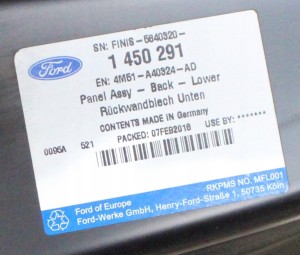 SN: FINIS-5640320-
Ford
1 450 291
EN: 4M51-A40324-AD
Panel Assy - Back - Lower
Rückwandblech Unten
CONTENTS MADE IN Germany
0095A 521 PACKED: 07FEB2016 USE BY:******
RKPMS NO. MFL001
Ford of Europe
Ford-Werke GmbH, Henry-Ford-Straße 1, 50735 Köln